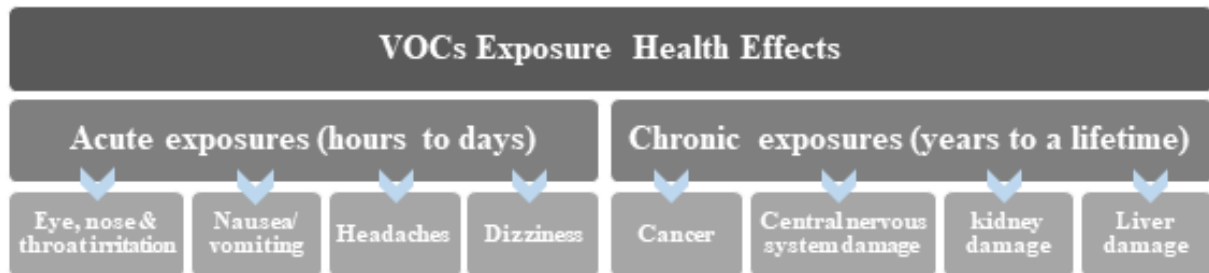 VOCs Exposure Health Effects
Acute exposures (hours to days)
Chronic exposures (years to a lifetime)
Eye, nose &
throat irritation
Nausea/
vomiting
Headaches
Dizziness
Cancer
Central nervous
system damage
kidney
damage
Liver
damage